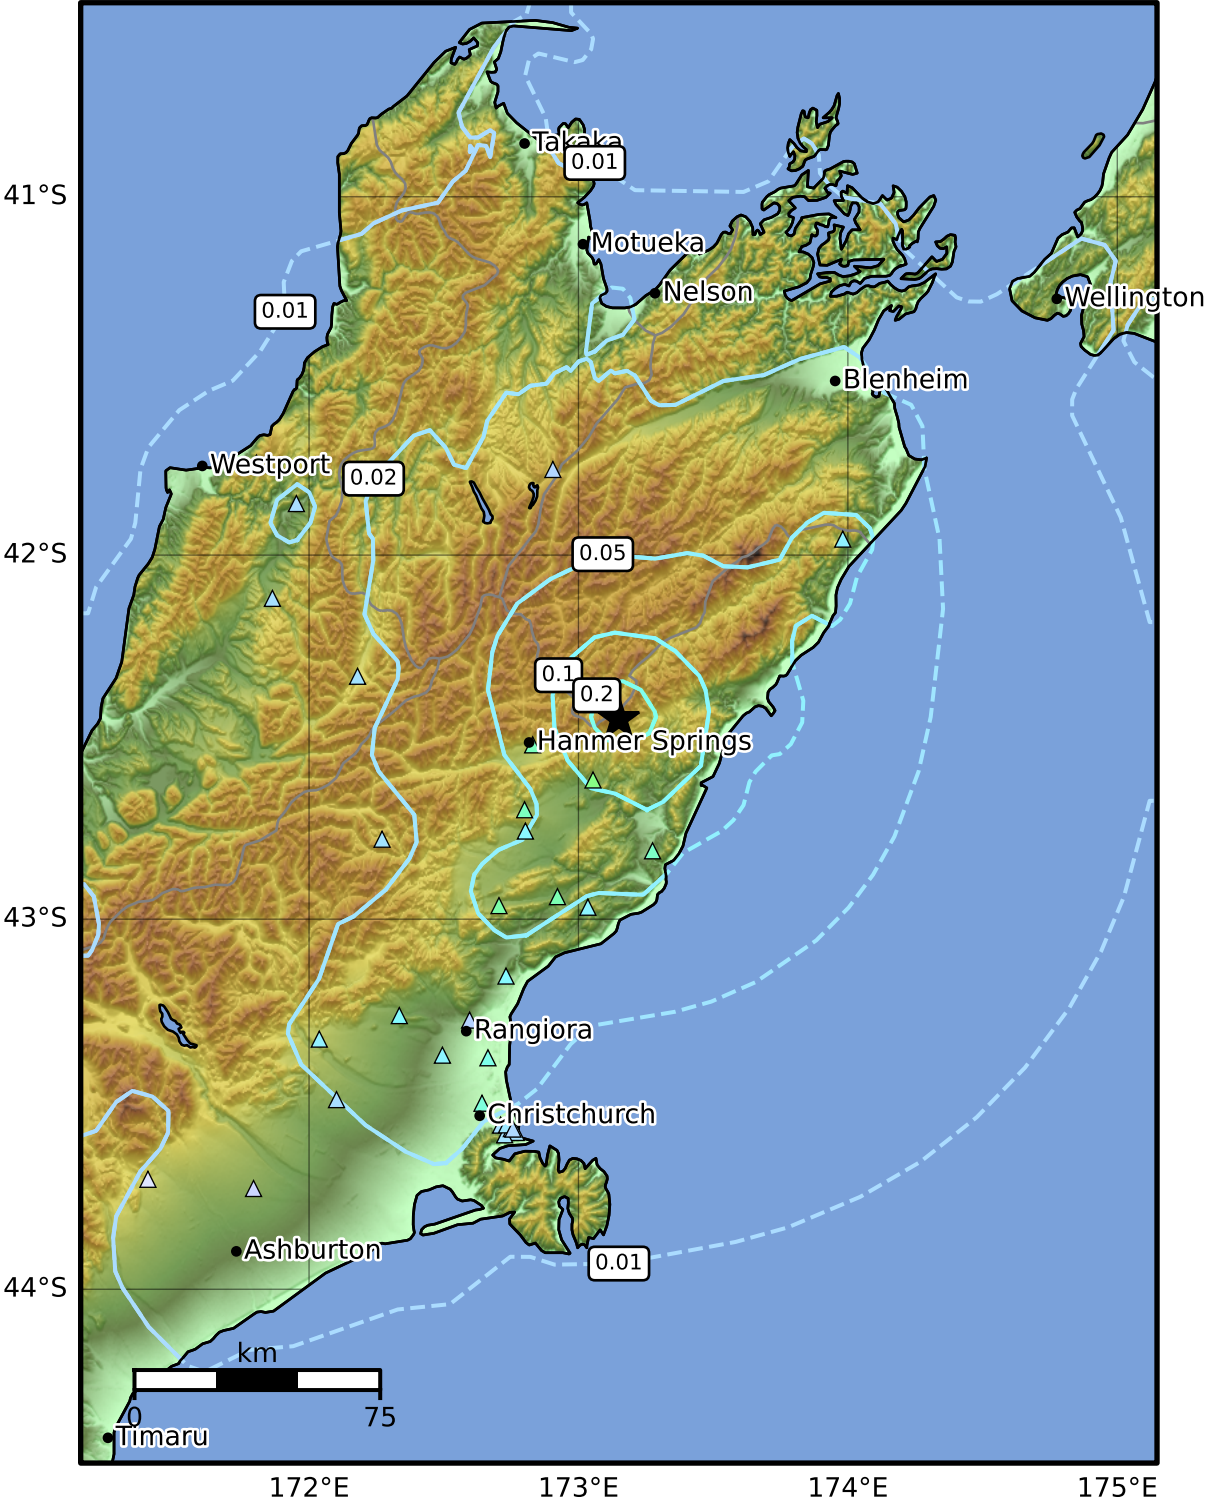 Takaka
0.01
41°S
Motueka
Nelson
Wellington
0.01
Blenheim
Westport
0.02
42°S
0.05
0.1
0.2
Hanmer Springs
43°S
Rangiora
Christchurch
Ashburton
0.01
44°S
km
0
75
Timaru
172°E
173°E
174°E
175°E